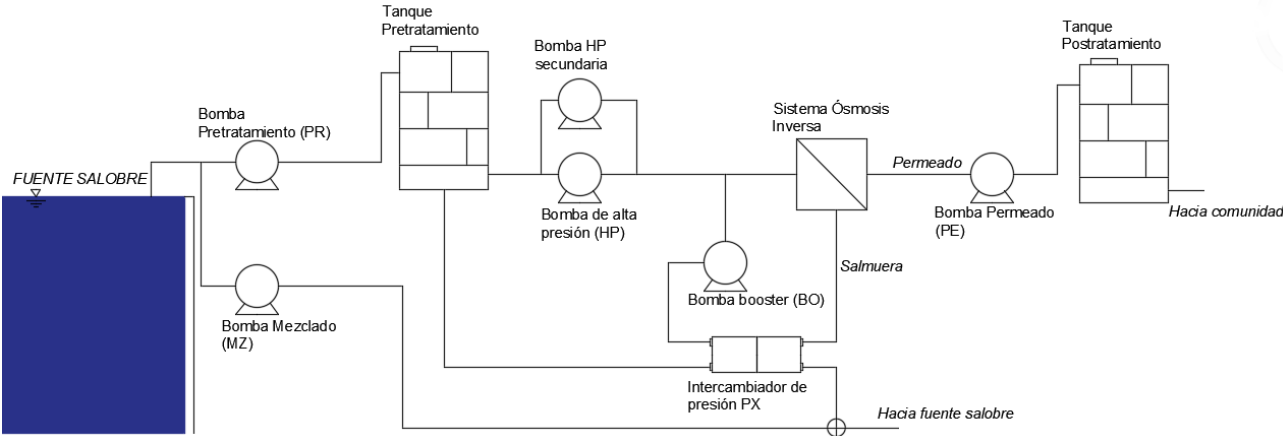 Tanque
Pretratamiento
Tanque
Postratamiento
Bomba HP
secundaria
Bomba
Pretratamiento (PR)
Sistema Ósmosis
Inversa
FUENTE SALOBRE
Permeado
Bomba de alta
presión (HP)
Bomba Permeado
(PE)
Hacia comunidad
Salmuera
Bomba booster (BO)
Bomba Mezclado
(MZ)
Intercambiador de
presión PX
Hacia fuente salobre